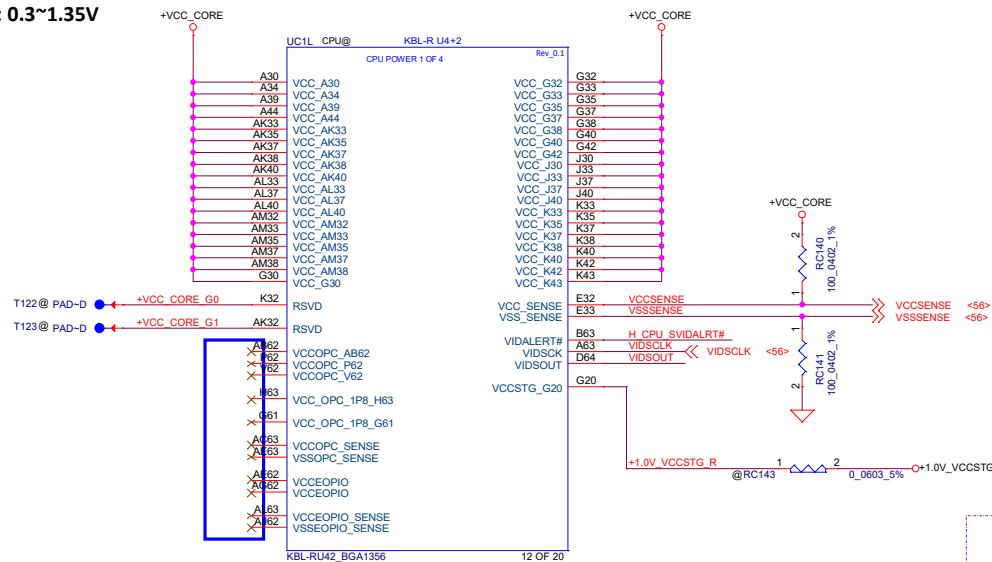 : 0.3~1.35V
+VCC_CORE
+VCC_CORE
UC1L CPU@ KBL-R U4+2
Rev_0.1
CPU POWER 1 OF 4
A30 VCC_A30
A34 VCC_A34
A39 VCC_A39
A44 VCC_A44
AK33 VCC_AK33
AK35 VCC_AK35
AK37 VCC_AK37
AK38 VCC_AK38
AK40 VCC_AK40
AL33 VCC_AL33
AL37 VCC_AL37
AL40 VCC_AL40
AM32 VCC_AM32
AM33 VCC_AM33
AM35 VCC_AM35
AM37 VCC_AM37
AM38 VCC_AM38
G30 VCC_G30
T122@ PAD~D +VCC_CORE_G0 K32 RSVD
T123@ PAD~D +VCC_CORE_G1 AK32 RSVD
AB62 VCCOPC_AB62
P62 VCCOPC_P62
V62 VCCOPC_V62
H63 VCC_OPC_1P8_H63
G61 VCC_OPC_1P8_G61
AC63 VCCOPC_SENSE
AE63 VSSOPC_SENSE
AE62 VCCEOPIO
AG62 VCCEOPIO
AL63 VCCEOPIO_SENSE
AJ62 VSSEOPIO_SENSE
VCC_G32 G32
VCC_G33 G33
VCC_G35 G35
VCC_G37 G37
VCC_G38 G38
VCC_G40 G40
VCC_G42 G42
VCC_J30 J30
VCC_J33 J33
VCC_J37 J37
VCC_J40 J40
VCC_K33 K33
VCC_K35 K35
VCC_K37 K37
VCC_K38 K38
VCC_K40 K40
VCC_K42 K42
VCC_K43 K43
VCC_SENSE E32 VCCSENSE
VSS_SENSE E33 VSSSENSE
VIDALERT# B63 H_CPU_SVIDALRT#
VIDSCK A63 VIDSCLK VIDSCLK <56>
VIDSOUT D64 VIDSOUT
VCCSTG_G20 G20
+VCC_CORE
2
RC140
100_0402_1%
1
VCCSENSE <56>
VSSSENSE <56>
1
RC141
100_0402_1%
2
+1.0V_VCCSTG_R 1 2 +1.0V_VCCSTG
@RC143 0_0603_5%
KBL-RU42_BGA1356 12 OF 20